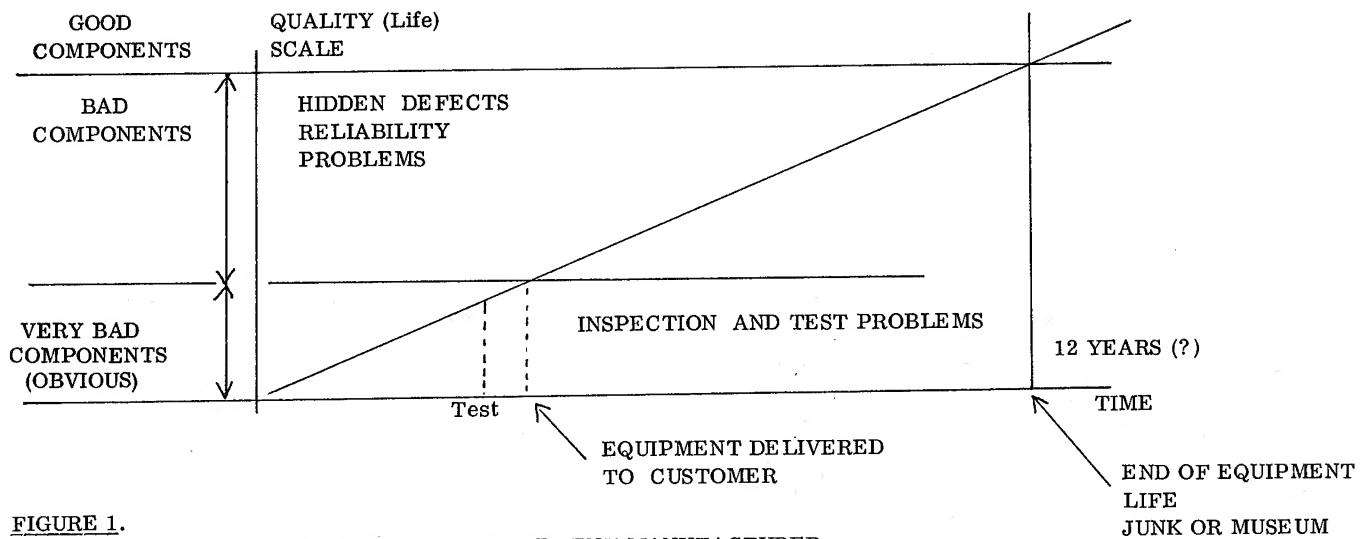 GOOD
COMPONENTS
QUALITY (Life)
SCALE
BAD
COMPONENTS
HIDDEN DEFECTS
RELIABILITY
PROBLEMS
VERY BAD
COMPONENTS
(OBVIOUS)
INSPECTION AND TEST PROBLEMS
12 YEARS (?)
Test
TIME
EQUIPMENT DELIVERED
TO CUSTOMER
END OF EQUIPMENT
LIFE
JUNK OR MUSEUM
FIGURE 1.